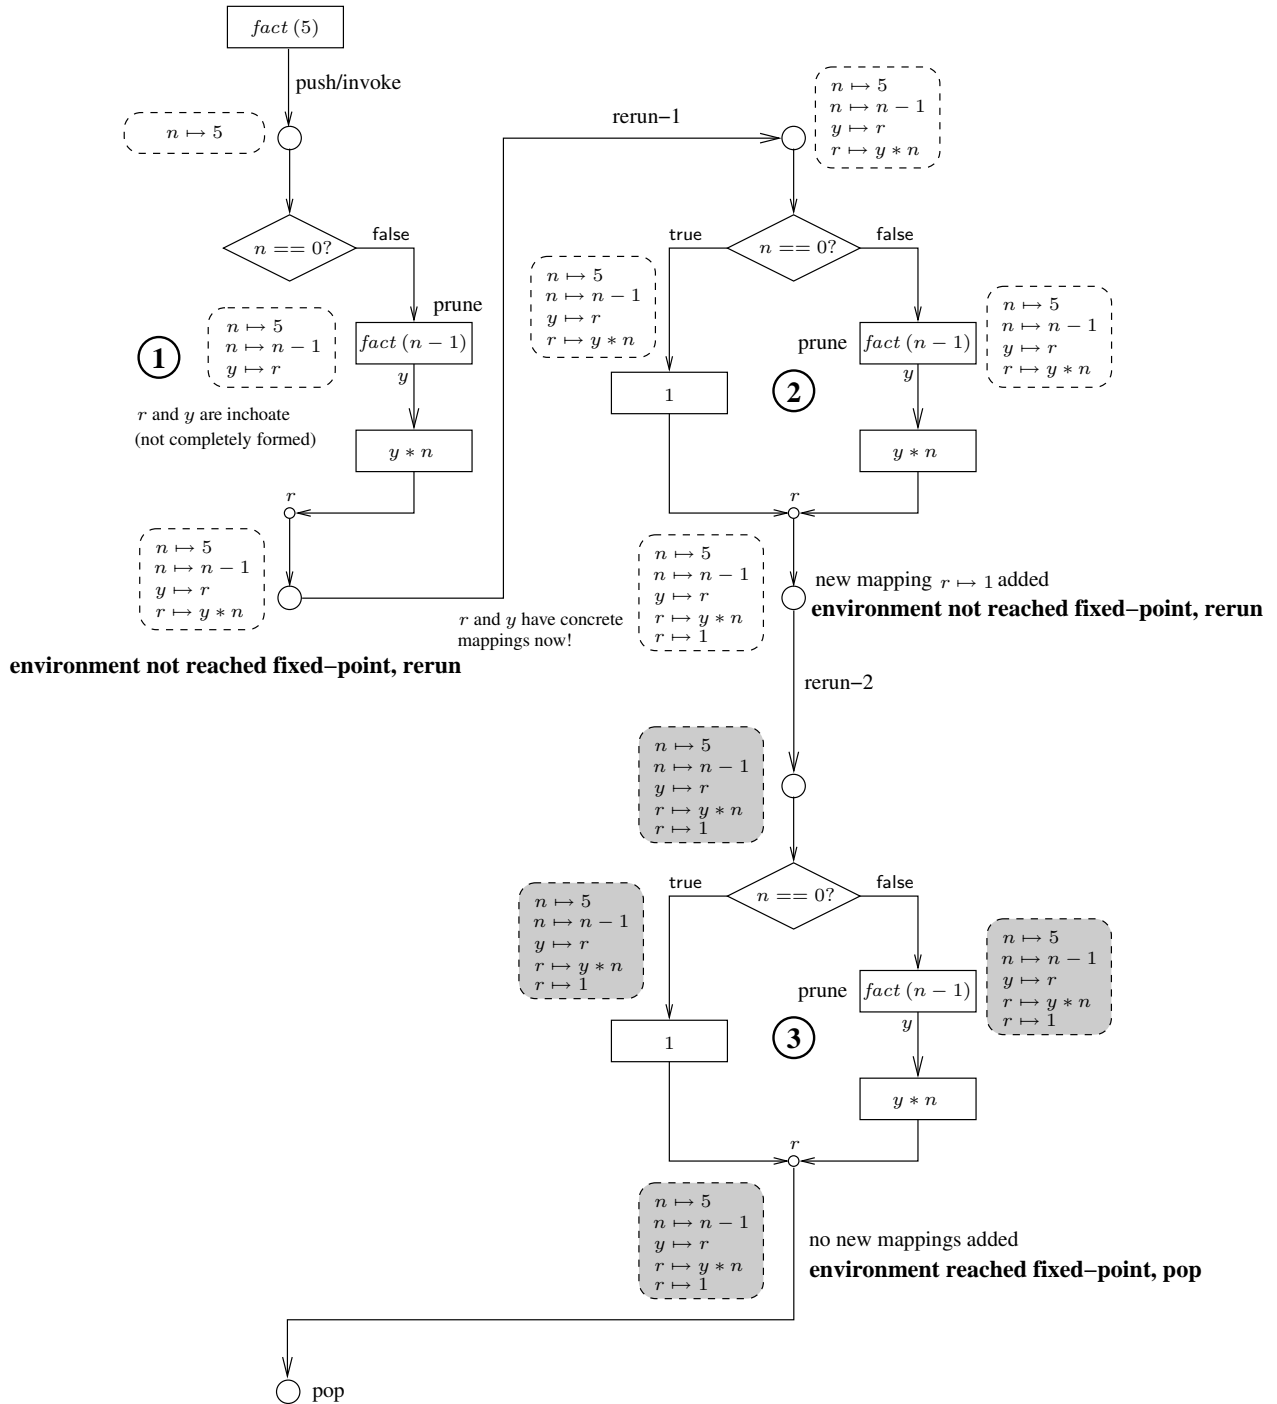 fact (5)
push/invoke
n ↦ 5
n == 0?
false
prune
n ↦ 5
n ↦ n − 1
y ↦ r
1
fact (n − 1)
y
r and y are inchoate
(not completely formed)
y ∗ n
r
n ↦ 5
n ↦ n − 1
y ↦ r
r ↦ y ∗ n
environment not reached fixed−point, rerun
r and y have concrete
mappings now!
rerun−1
n ↦ 5
n ↦ n − 1
y ↦ r
r ↦ y ∗ n
true
n == 0?
false
n ↦ 5
n ↦ n − 1
y ↦ r
r ↦ y ∗ n
n ↦ 5
n ↦ n − 1
y ↦ r
r ↦ y ∗ n
prune
fact (n − 1)
1
2
y
y ∗ n
r
n ↦ 5
n ↦ n − 1
y ↦ r
r ↦ y ∗ n
r ↦ 1
new mapping r ↦ 1 added
environment not reached fixed−point, rerun
rerun−2
n ↦ 5
n ↦ n − 1
y ↦ r
r ↦ y ∗ n
r ↦ 1
true
n == 0?
false
n ↦ 5
n ↦ n − 1
y ↦ r
r ↦ y ∗ n
r ↦ 1
n ↦ 5
n ↦ n − 1
y ↦ r
r ↦ y ∗ n
r ↦ 1
prune
fact (n − 1)
1
3
y
y ∗ n
r
n ↦ 5
n ↦ n − 1
y ↦ r
r ↦ y ∗ n
r ↦ 1
no new mappings added
environment reached fixed−point, pop
pop